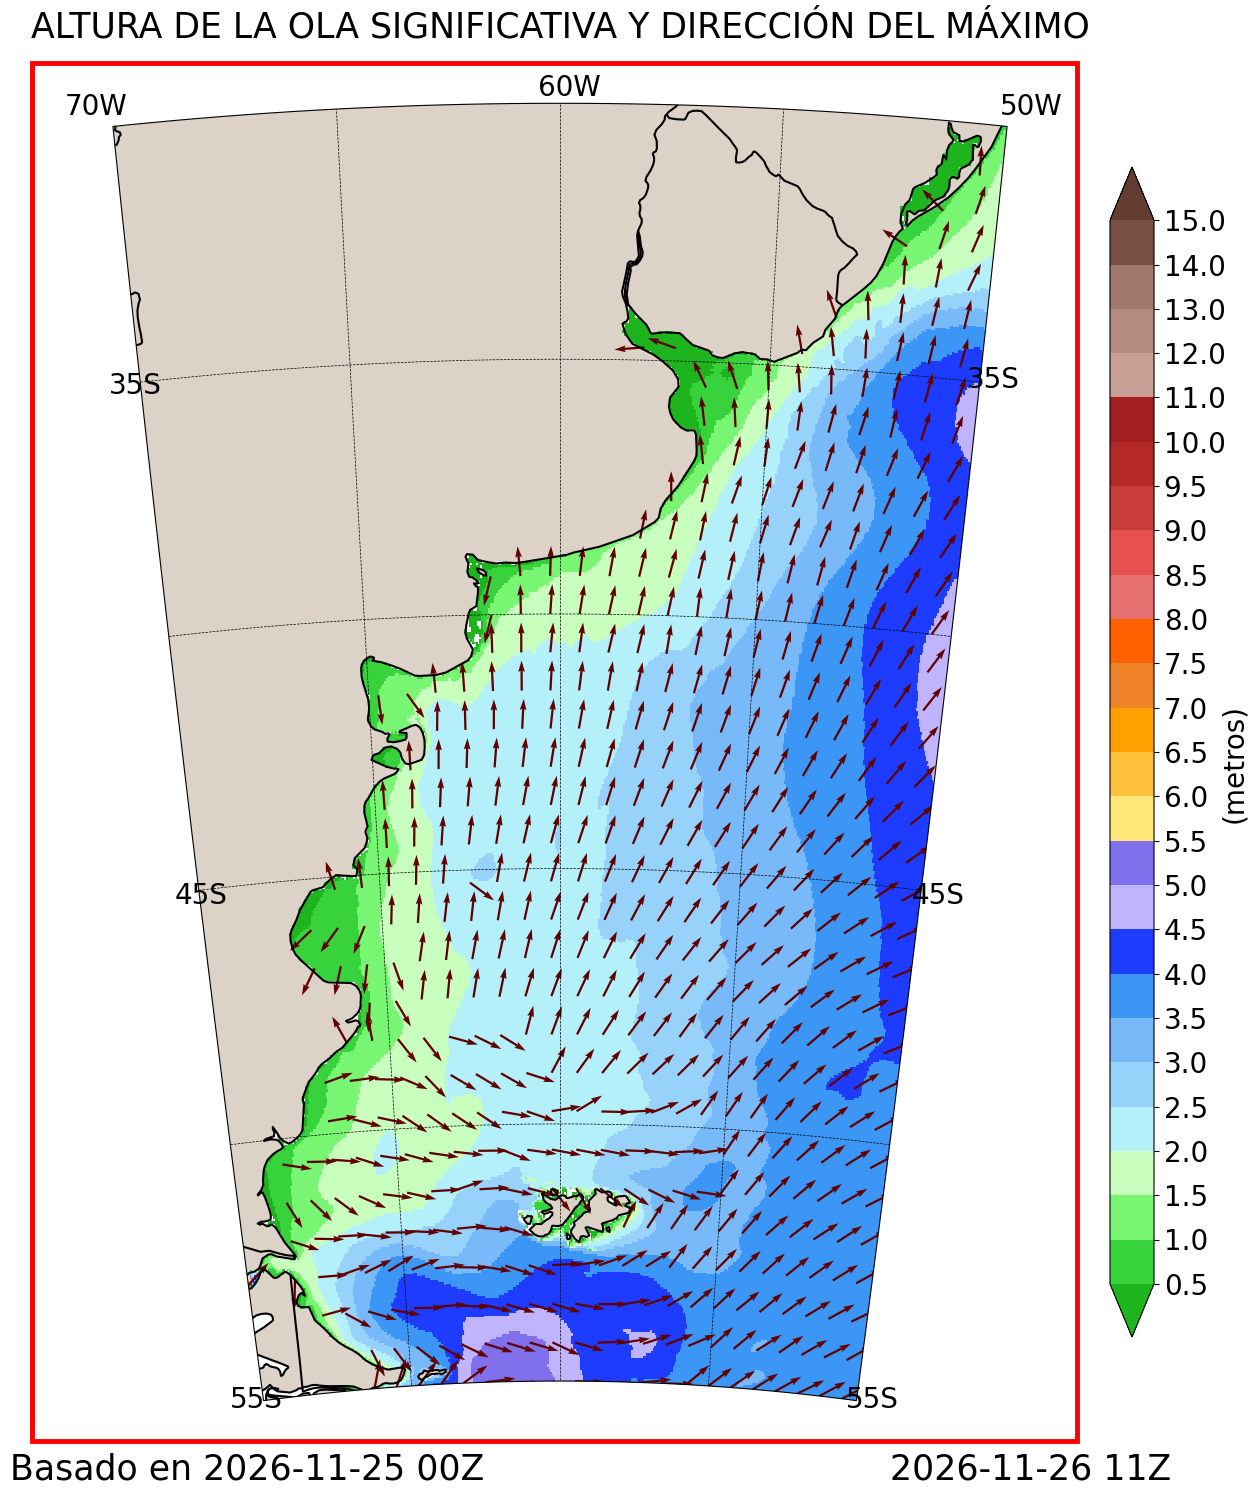 ALTURA DE LA OLA SIGNIFICATIVA Y DIRECCIÓN DEL MÁXIMO
70W
60W
50W
35S
35S
45S
45S
55S
55S
15.0
14.0
13.0
12.0
11.0
10.0
9.5
9.0
8.5
8.0
7.5
7.0
6.5
6.0
5.5
5.0
4.5
4.0
3.5
3.0
2.5
2.0
1.5
1.0
0.5
(metros)
Basado en 2026-11-25 00Z
2026-11-26 11Z